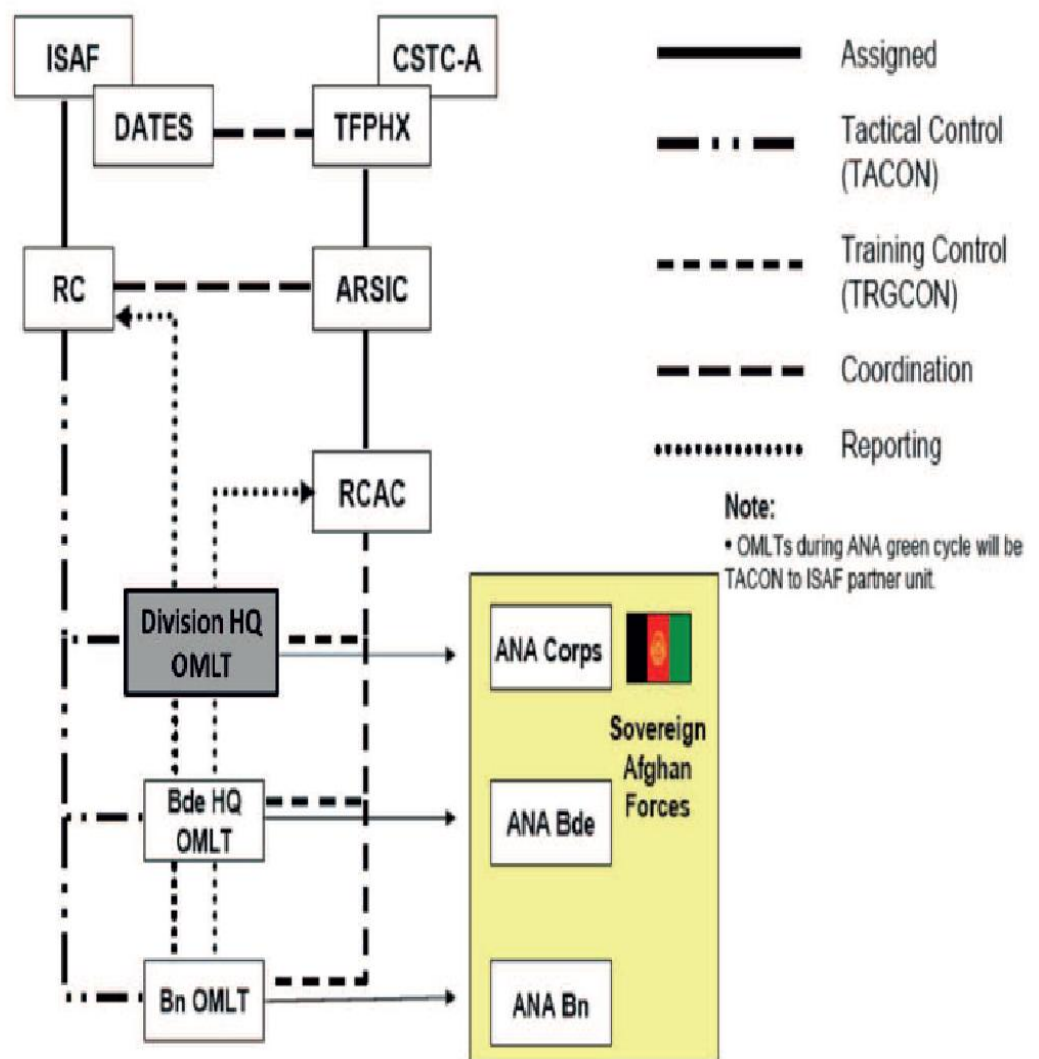 ISAF
CSTC-A
DATES
TFPHX
RC
ARSIC
RCAC
Division HQ
OMLT
Bde HQ
OMLT
Bn OMLT
ANA Corps
Sovereign
Afghan
Forces
ANA Bde
ANA Bn
Assigned
Tactical Control
(TACON)
Training Control
(TRGCON)
Coordination
Reporting
Note:
• OMLTs during ANA green cycle will be
TACON to ISAF partner unit.